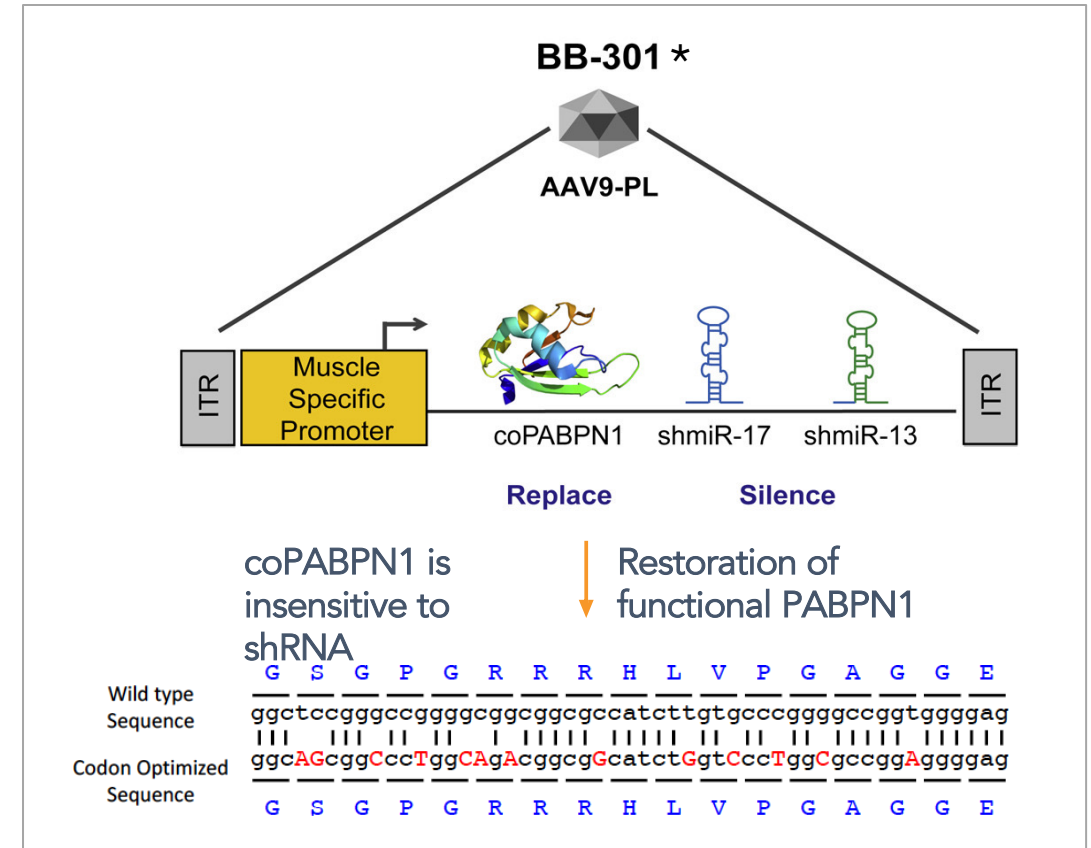 BB-301 *
AAV9-PL
ITR
Muscle
Specific
Promoter
coPABPN1
shmiR-17
shmiR-13
ITR
Replace
Silence
coPABPN1 is
insensitive to
shRNA
Restoration of
functional PABPN1
G S G P G R R R H L V P G A G G E
Wild type
Sequence
ggctccgggccggggcggcggcgccatcttgtgcccggggccggtggggag
Codon Optimized
Sequence
ggcAGcggCccTggCAgAcggcgGcatctGgtCccTggCgccggAggggag
G S G P G R R R H L V P G A G G E